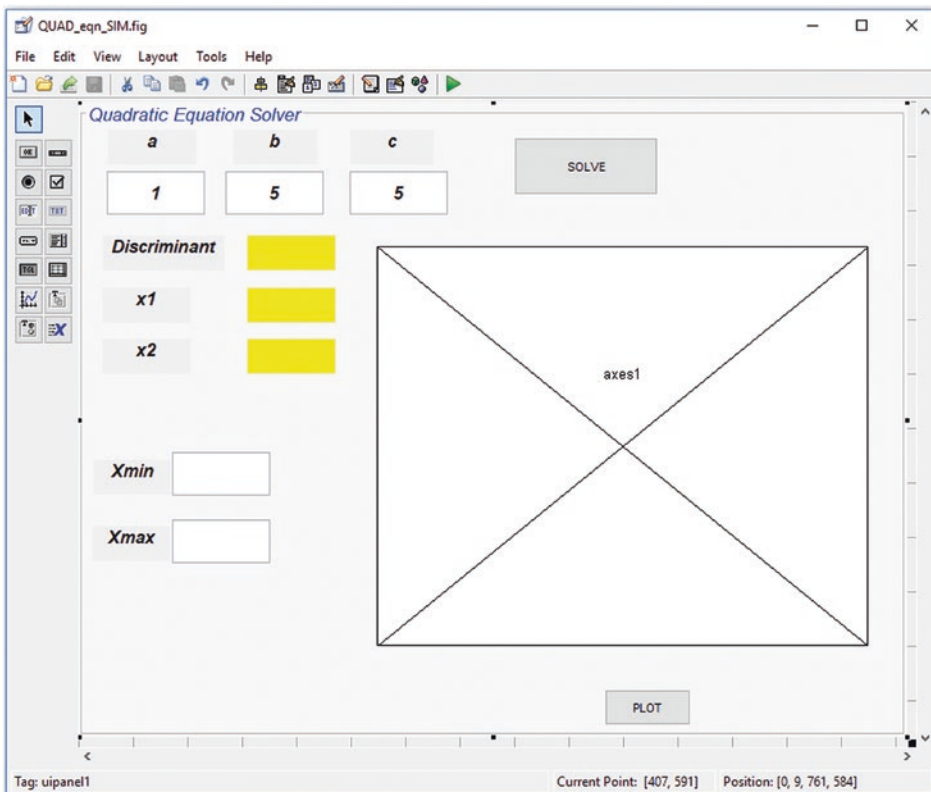 QUAD_eqn_SIM.fig
File Edit View Layout Tools Help
Quadratic Equation Solver
a b c
SOLVE
1 5 5
Discriminant
x1
x2
axes1
Xmin
Xmax
PLOT
Tag: uipanel1 Current Point: [407, 591] Position: [0, 9, 761, 584]